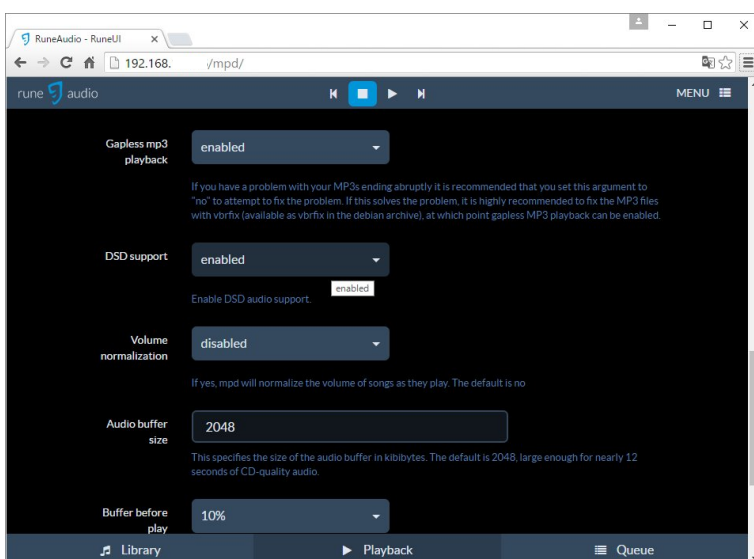 RuneAudio - RuneUI
192.168. /mpd/
rune audio
MENU
Gapless mp3
playback
enabled
If you have a problem with your MP3s ending abruptly it is recommended that you set this argument to
"no" to attempt to fix the problem. If this solves the problem, it is highly recommended to fix the MP3 files
with vbrfix (available as vbrfix in the debian archive), at which point gapless MP3 playback can be enabled.
DSD support
enabled
enabled
Enable DSD audio support.
Volume
normalization
disabled
If yes, mpd will normalize the volume of songs as they play. The default is no
Audio buffer
size
2048
This specifies the size of the audio buffer in kibibytes. The default is 2048, large enough for nearly 12
seconds of CD-quality audio.
Buffer before
play
10%
Library
Playback
Queue